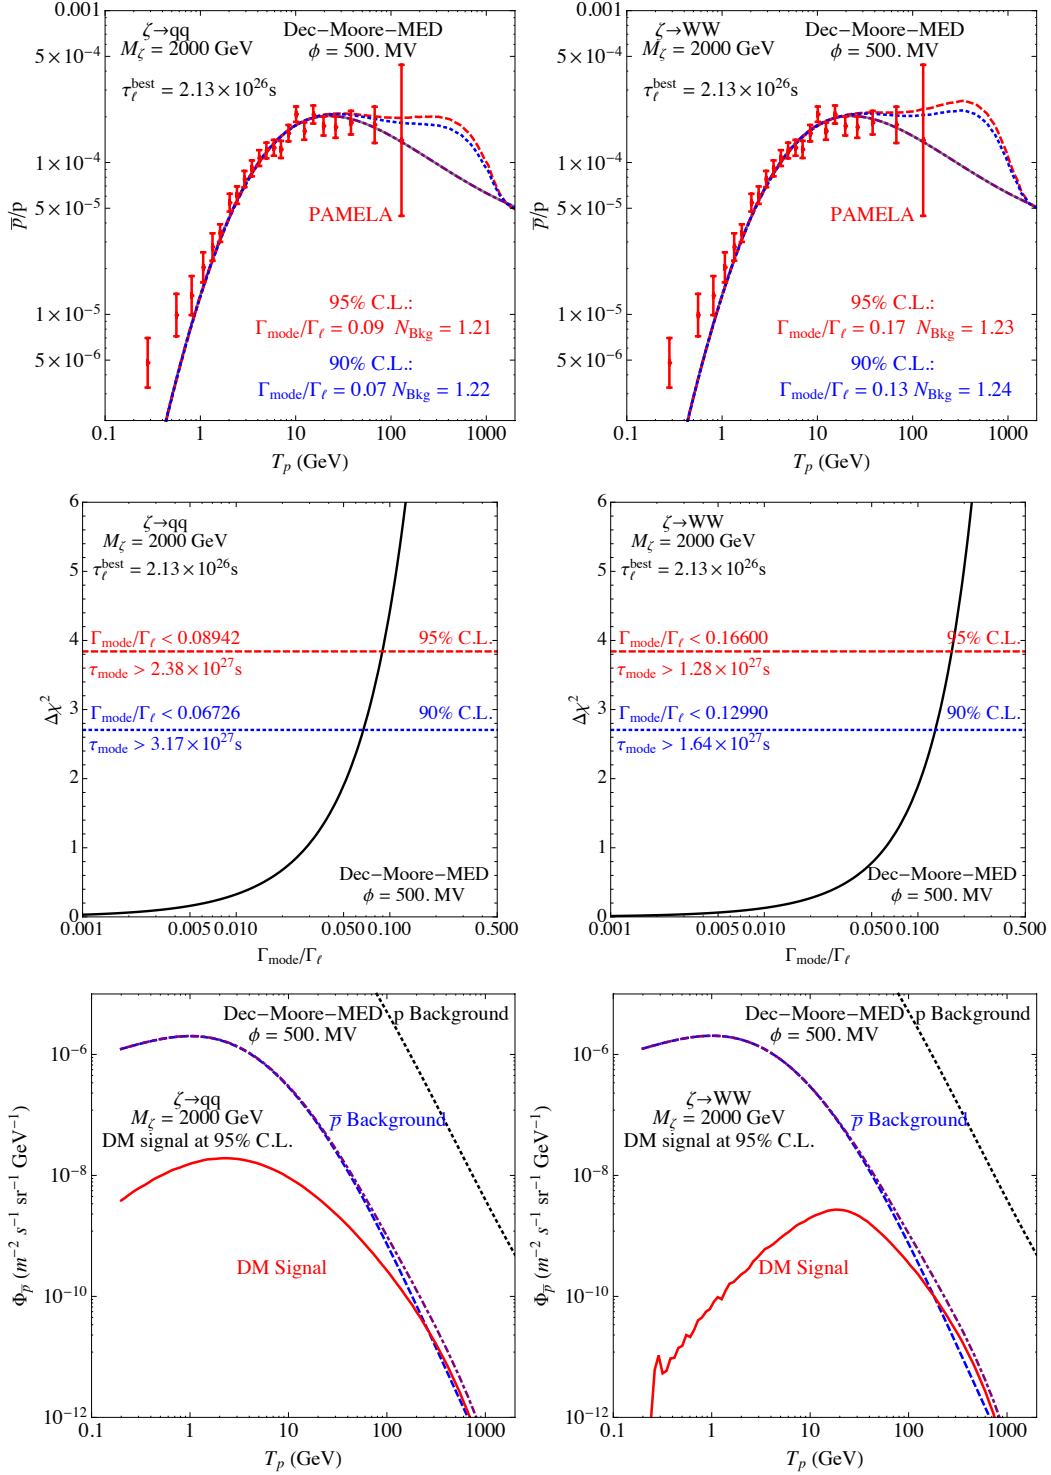 ζ→qq
M_ζ = 2000 GeV
τ_ℓ^best = 2.13×10^26 s
Dec−Moore−MED
ϕ = 500. MV
PAMELA
95% C.L.:
Γ_mode/Γ_ℓ = 0.09 N_Bkg = 1.21
90% C.L.:
Γ_mode/Γ_ℓ = 0.07 N_Bkg = 1.22
0.001
5×10^−4
1×10^−4
5×10^−5
1×10^−5
5×10^−6
p̅/p
0.1 1 10 100 1000
T_p (GeV)
ζ→WW
M_ζ = 2000 GeV
τ_ℓ^best = 2.13×10^26 s
Dec−Moore−MED
ϕ = 500. MV
PAMELA
95% C.L.:
Γ_mode/Γ_ℓ = 0.17 N_Bkg = 1.23
90% C.L.:
Γ_mode/Γ_ℓ = 0.13 N_Bkg = 1.24
0.001
5×10^−4
1×10^−4
5×10^−5
1×10^−5
5×10^−6
p̅/p
0.1 1 10 100 1000
T_p (GeV)
ζ→qq
M_ζ = 2000 GeV
τ_ℓ^best = 2.13×10^26 s
Γ_mode/Γ_ℓ < 0.08942 95% C.L.
τ_mode > 2.38×10^27 s
Γ_mode/Γ_ℓ < 0.06726 90% C.L.
τ_mode > 3.17×10^27 s
Dec−Moore−MED
ϕ = 500. MV
6
5
4
3
2
1
0
Δχ^2
0.001 0.005 0.010 0.050 0.100 0.500
Γ_mode/Γ_ℓ
ζ→WW
M_ζ = 2000 GeV
τ_ℓ^best = 2.13×10^26 s
Γ_mode/Γ_ℓ < 0.16600 95% C.L.
τ_mode > 1.28×10^27 s
Γ_mode/Γ_ℓ < 0.12990 90% C.L.
τ_mode > 1.64×10^27 s
Dec−Moore−MED
ϕ = 500. MV
6
5
4
3
2
1
0
Δχ^2
0.001 0.005 0.010 0.050 0.100 0.500
Γ_mode/Γ_ℓ
Dec−Moore−MED p Background
ϕ = 500. MV
ζ→qq
M_ζ = 2000 GeV
DM signal at 95% C.L.
p̅ Background
DM Signal
10^−6
10^−8
10^−10
10^−12
Φ_p̅ (m^−2 s^−1 sr^−1 GeV^−1)
0.1 1 10 100 1000
T_p (GeV)
Dec−Moore−MED p Background
ϕ = 500. MV
ζ→WW
M_ζ = 2000 GeV
DM signal at 95% C.L.
p̅ Background
DM Signal
10^−6
10^−8
10^−10
10^−12
Φ_p̅ (m^−2 s^−1 sr^−1 GeV^−1)
0.1 1 10 100 1000
T_p (GeV)